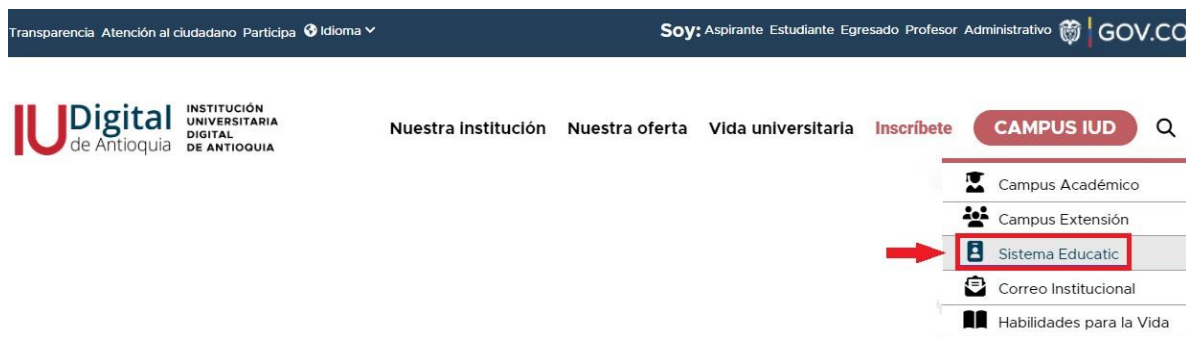 Transparencia Atención al ciudadano Participa Idioma Soy: Aspirante Estudiante Egresado Profesor Administrativo GOV.CO
IUDigital de Antioquia
INSTITUCIÓN
UNIVERSITARIA
DIGITAL
DE ANTIOQUIA
Nuestra institución Nuestra oferta Vida universitaria Inscríbete CAMPUS IUD
Campus Académico
Campus Extensión
Sistema Educatic
Correo Institucional
Habilidades para la Vida